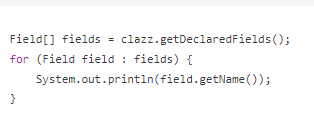 Field[] fields = clazz.getDeclaredFields();
for (Field field : fields) {
    System.out.println(field.getName());
}